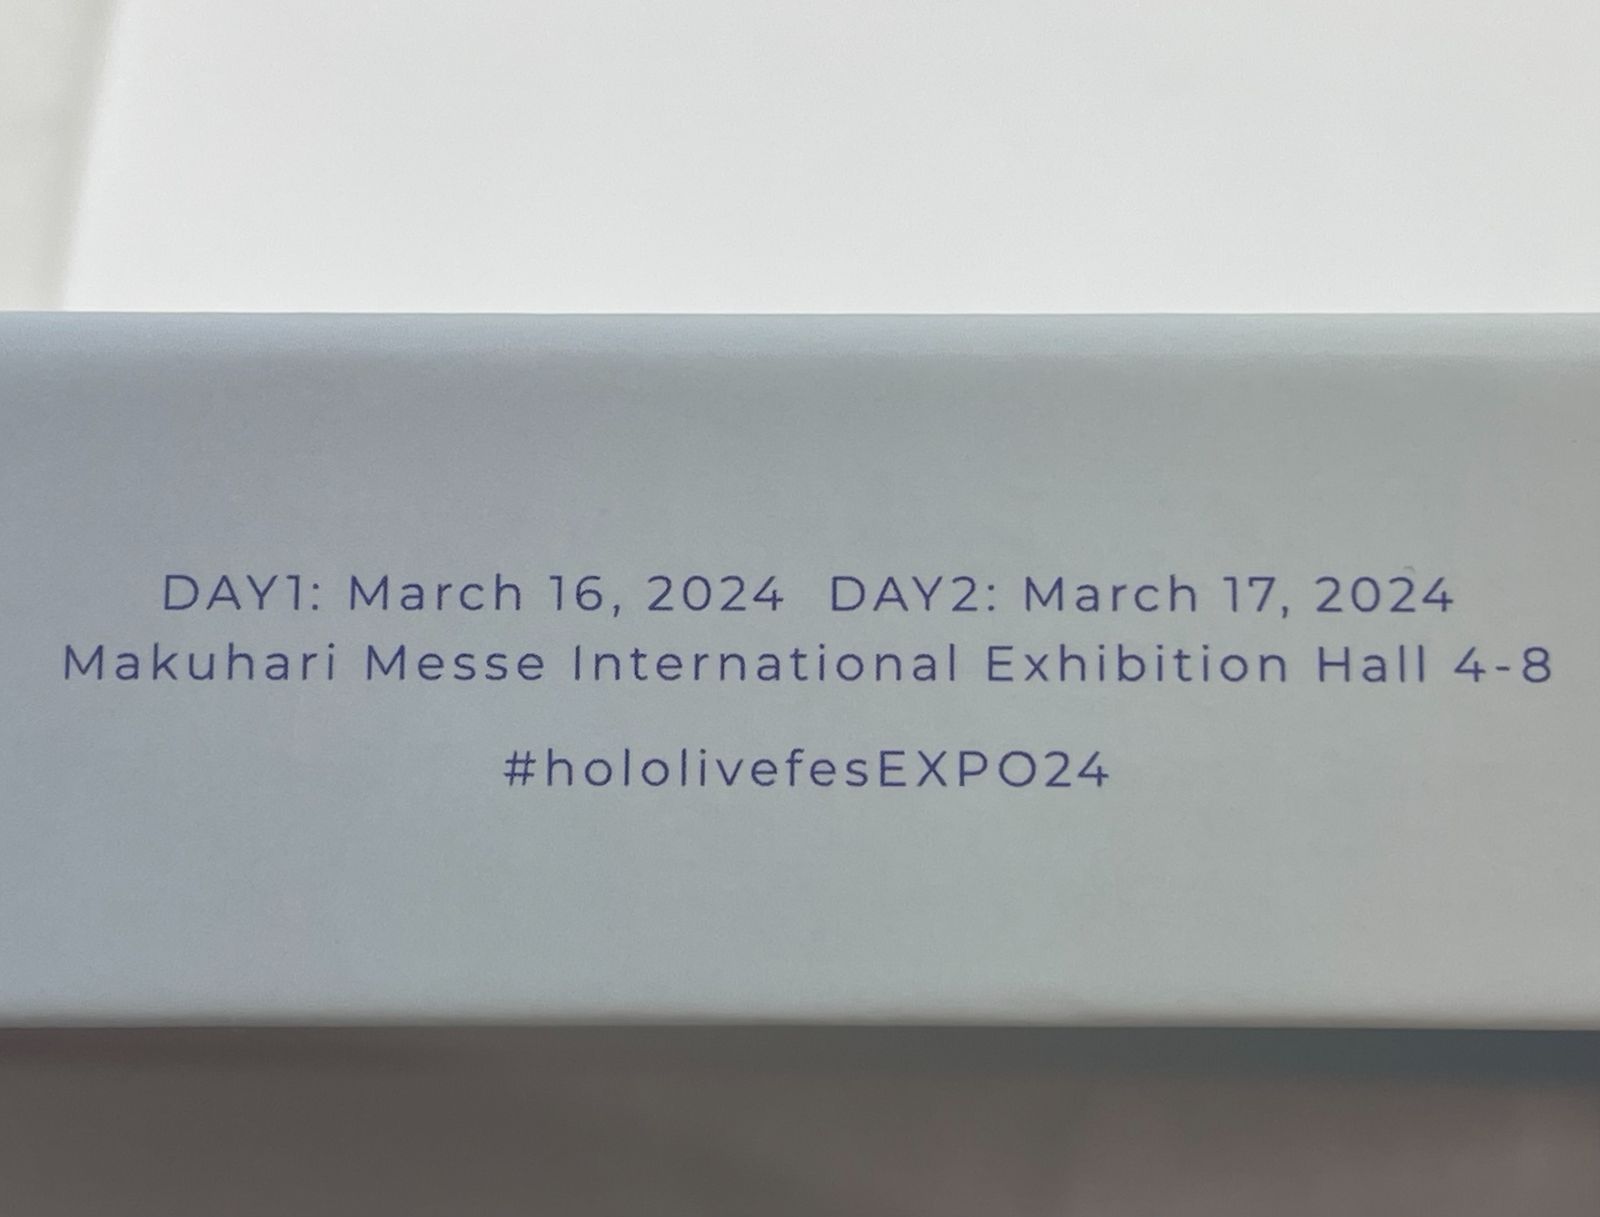 DAY1: March 16, 2024 DAY2: March 17, 2024
Makuhari Messe International Exhibition Hall 4-8
#hololivefesEXPO24